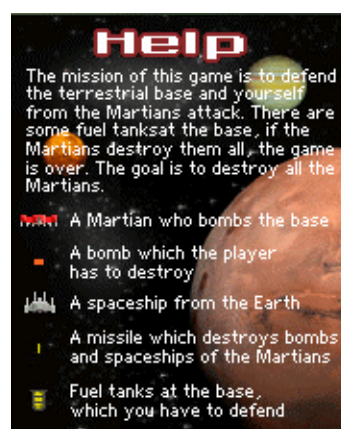 Help
The mission of this game is to defend
the terrestrial base and yourself
from the Martians attack. There are
some fuel tanksat the base, if the
Martians destroy them all, the game
is over. The goal is to destroy all the
Martians.
A Martian who bombs the base
A bomb which the player
has to destroy
A spaceship from the Earth
A missile which destroys bombs
and spaceships of the Martians
Fuel tanks at the base,
which you have to defend